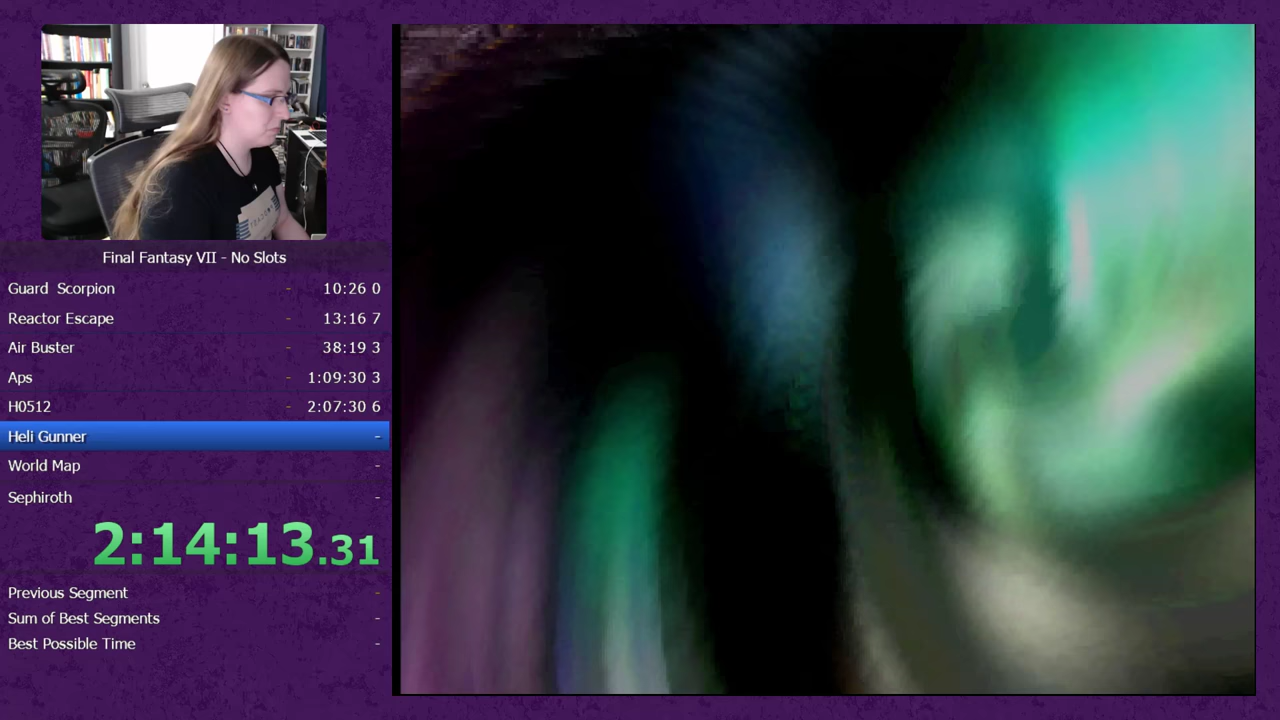 Final Fantasy VII - No Slots
Guard Scorpion - 10:26 0
Reactor Escape - 13:16 7
Air Buster - 38:19 3
Aps - 1:09:30 3
H0512 - 2:07:30 6
Heli Gunner -
World Map -
Sephiroth -
2:14:13.31
Previous Segment -
Sum of Best Segments -
Best Possible Time -